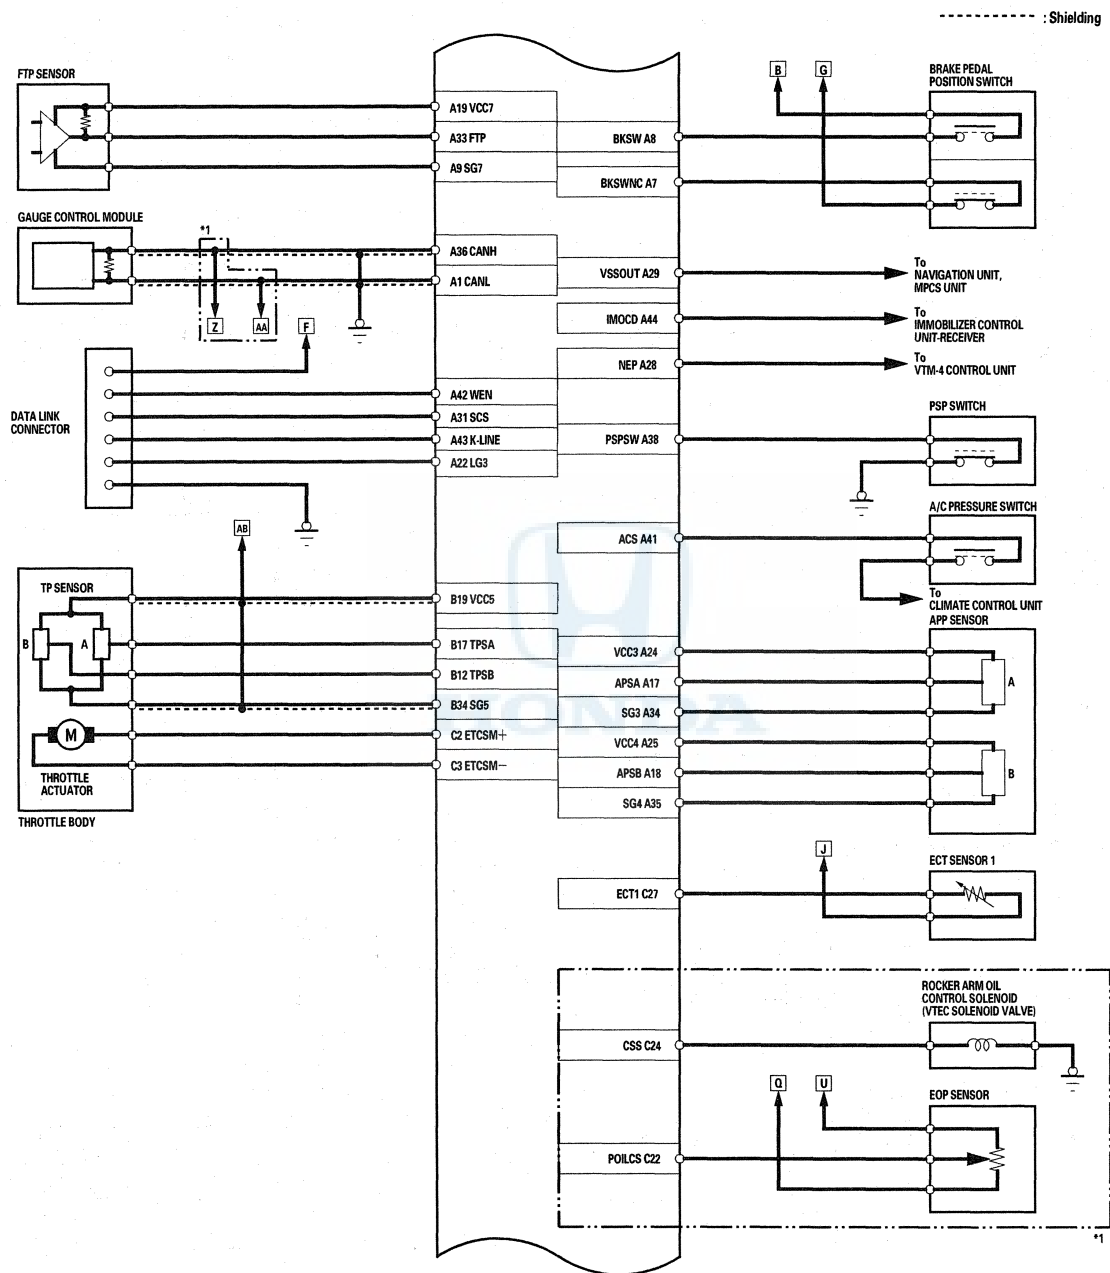 : Shielding
FTP SENSOR
A19 VCC7
A33 FTP
A9 SG7
BKSW A8
BKSWNC A7
B
G
BRAKE PEDAL
POSITION SWITCH
GAUGE CONTROL MODULE
*1
A36 CANH
A1 CANL
Z
AA
F
VSSOUT A29
To
NAVIGATION UNIT,
MPCS UNIT
IMOCD A44
To
IMMOBILIZER CONTROL
UNIT-RECEIVER
NEP A28
To
VTM-4 CONTROL UNIT
DATA LINK
CONNECTOR
A42 WEN
A31 SCS
A43 K-LINE
A22 LG3
PSPSW A38
PSP SWITCH
AB
ACS A41
A/C PRESSURE SWITCH
To
CLIMATE CONTROL UNIT
TP SENSOR
B
A
M
THROTTLE
ACTUATOR
THROTTLE BODY
B19 VCC5
B17 TPSA
B12 TPSB
B34 SG5
C2 ETCSM+
C3 ETCSM−
HONDA
VCC3 A24
APSA A17
SG3 A34
VCC4 A25
APSB A18
SG4 A35
APP SENSOR
A
B
J
ECT1 C27
ECT SENSOR 1
ROCKER ARM OIL
CONTROL SOLENOID
(VTEC SOLENOID VALVE)
CSS C24
Q
U
EOP SENSOR
POILCS C22
*1